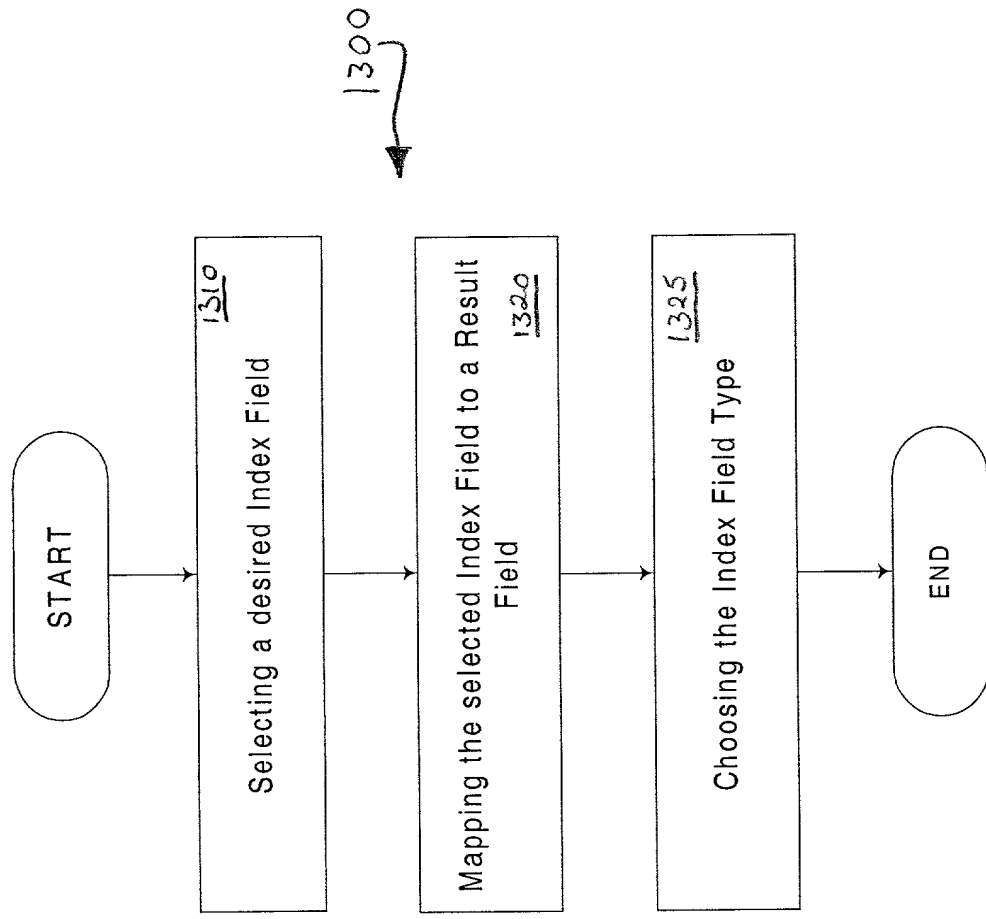 1300
START
1310
Selecting a desired Index Field
Mapping the selected Index Field to a Result
Field
1320
1325
Choosing the Index Field Type
END